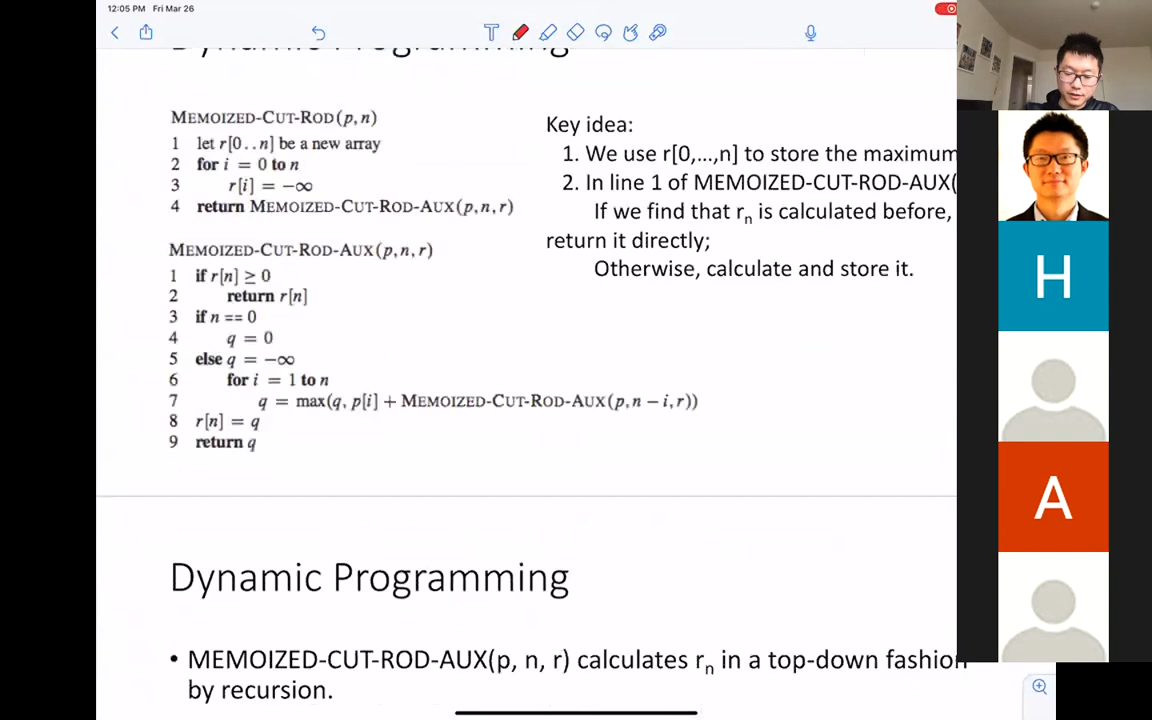 12:05 PM Fri Mar 26
Dynamic Programming
MEMOIZED-CUT-ROD(p, n)
1 let r[0..n] be a new array
2 for i = 0 to n
3 r[i] = −∞
4 return MEMOIZED-CUT-ROD-AUX(p, n, r)
MEMOIZED-CUT-ROD-AUX(p, n, r)
1 if r[n] ≥ 0
2 return r[n]
3 if n == 0
4 q = 0
5 else q = −∞
6 for i = 1 to n
7 q = max(q, p[i] + MEMOIZED-CUT-ROD-AUX(p, n − i, r))
8 r[n] = q
9 return q
Key idea:
1. We use r[0,...,n] to store the maximum
2. In line 1 of MEMOIZED-CUT-ROD-AUX(
If we find that rn is calculated before,
return it directly;
Otherwise, calculate and store it.
Dynamic Programming
• MEMOIZED-CUT-ROD-AUX(p, n, r) calculates rn in a top-down fashion
by recursion.
T
H
A